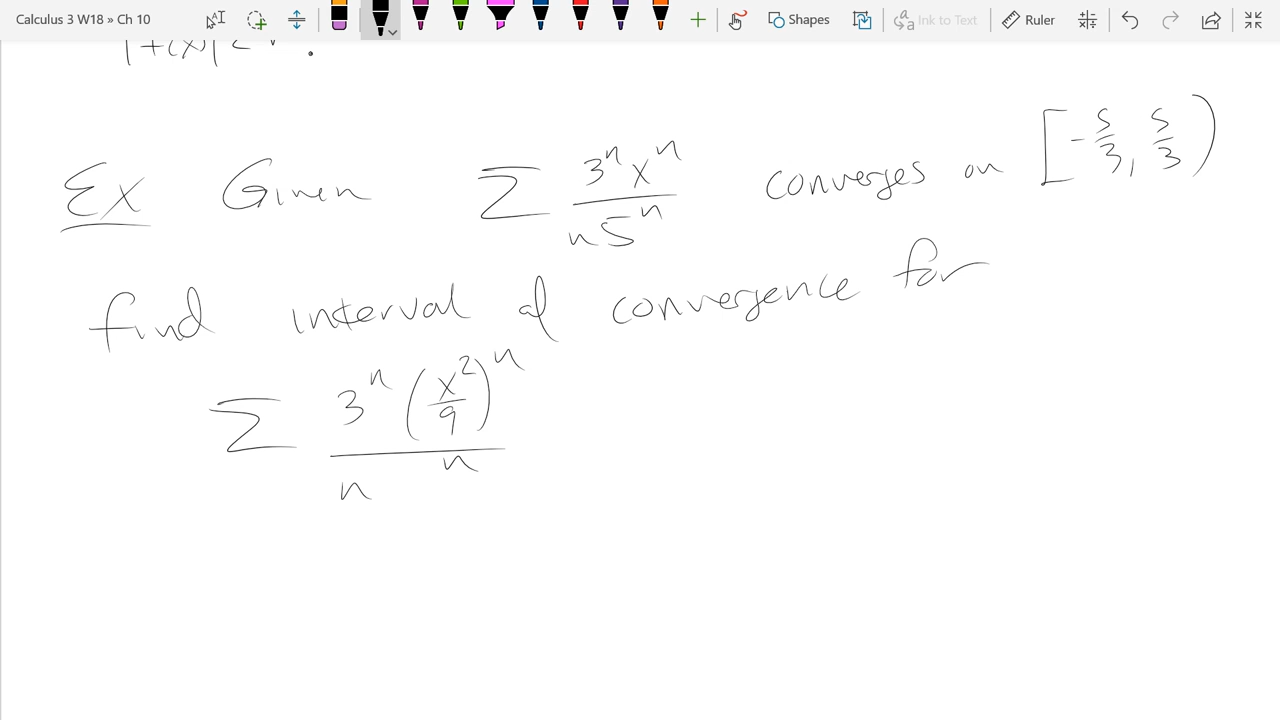 Calculus 3 W18 » Ch 10 Shapes Ink to Text Ruler
Ex Given Σ 3ⁿxⁿ / n5ⁿ converges on [-5/3, 5/3)
find interval of convergence for
Σ 3ⁿ(x²/9)ⁿ / n ⁿ